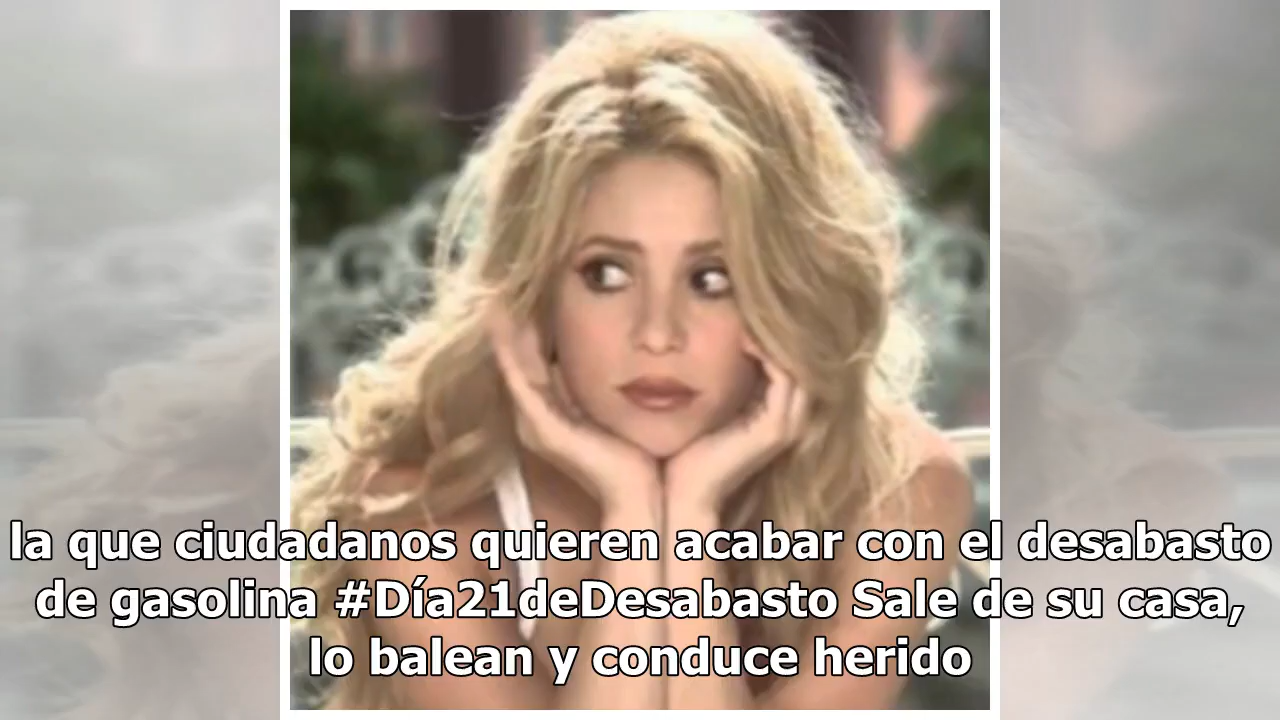 la que ciudadanos quieren acabar con el desabasto
de gasolina #Día21deDesabasto Sale de su casa,
lo balean y conduce herido